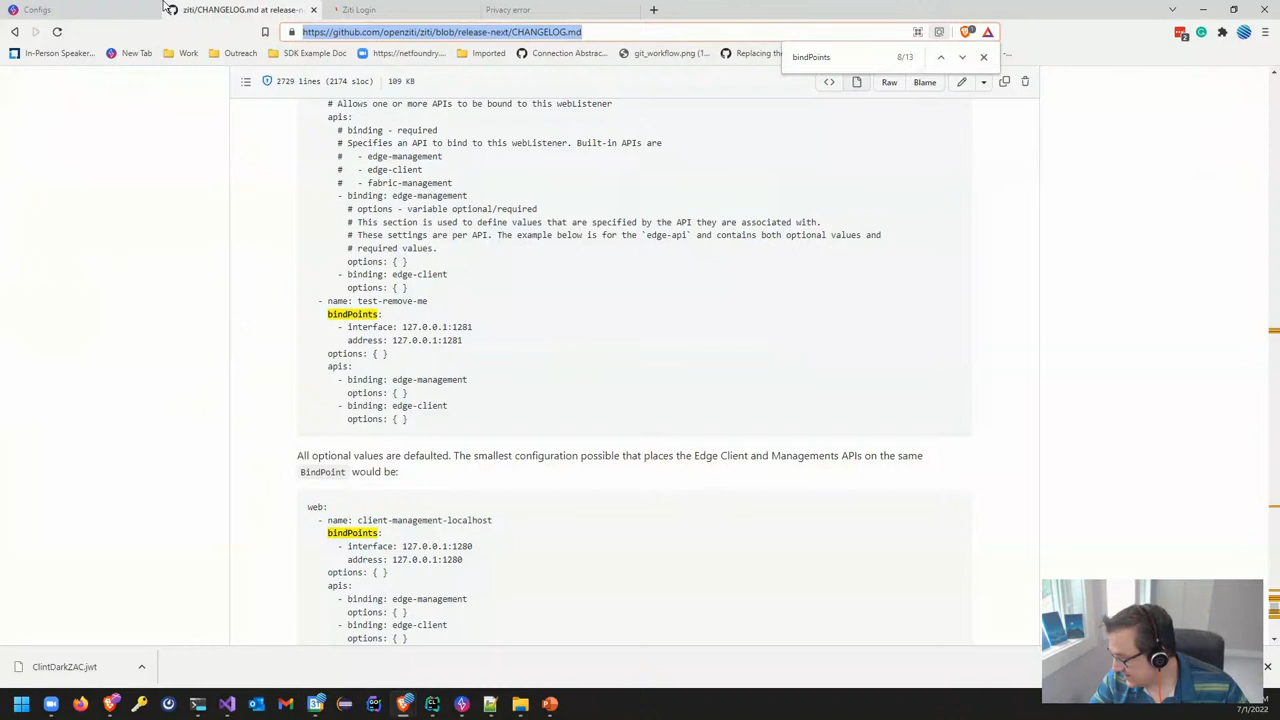 Configs
ziti/CHANGELOG.md at release-n
Ziti Login
Privacy error
https://github.com/openziti/ziti/blob/release-next/CHANGELOG.md
In-Person Speaker...
New Tab
Work
Outreach
SDK Example Doc
https://netfoundry....
Imported
Connection Abstract...
git_workflow.png (1...
Replacing the
bindPoints
8/13
2729 lines (2174 sloc)
109 KB
Raw
Blame
# Allows one or more APIs to be bound to this webListener
apis:
# binding - required
# Specifies an API to bind to this webListener. Built-in APIs are
#   - edge-management
#   - edge-client
#   - fabric-management
- binding: edge-management
# options - variable optional/required
# This section is used to define values that are specified by the API they are associated with.
# These settings are per API. The example below is for the `edge-api` and contains both optional values and
# required values.
options: { }
- binding: edge-client
options: { }
- name: test-remove-me
bindPoints:
- interface: 127.0.0.1:1281
address: 127.0.0.1:1281
options: { }
apis:
- binding: edge-management
options: { }
- binding: edge-client
options: { }
All optional values are defaulted. The smallest configuration possible that places the Edge Client and Managements APIs on the same
BindPoint would be:
web:
- name: client-management-localhost
bindPoints:
- interface: 127.0.0.1:1280
address: 127.0.0.1:1280
options: { }
apis:
- binding: edge-management
options: { }
- binding: edge-client
options: { }
ClintDarkZAC.jwt
7/1/2022